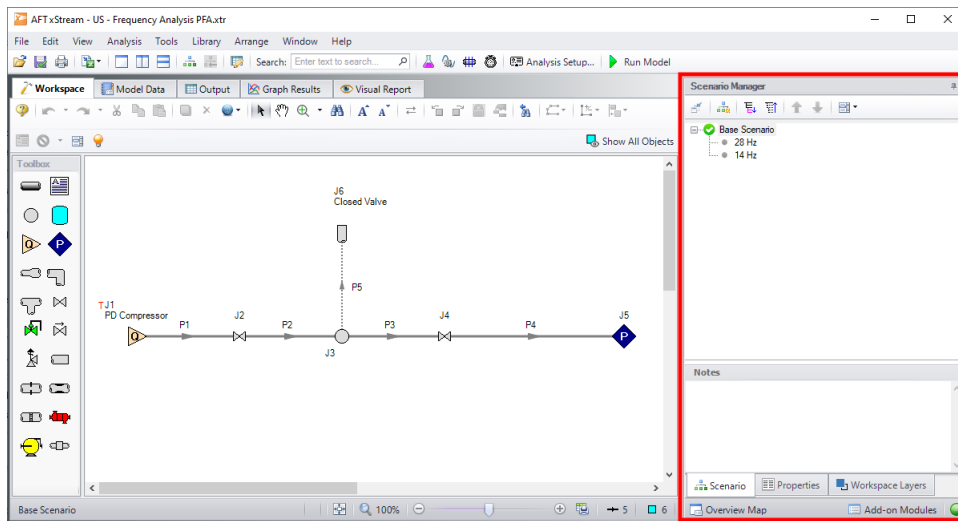 AFT xStream - US - Frequency Analysis PFA.xtr
File Edit View Analysis Tools Library Arrange Window Help
Search: Enter text to search... Analysis Setup... Run Model
Workspace Model Data Output Graph Results Visual Report
Show All Objects
Toolbox
J6
Closed Valve
P5
J1
PD Compressor
P1
J2
P2
J3
P3
J4
P4
J5
Q
P
Q
P
T
A A
Scenario Manager
Base Scenario
28 Hz
14 Hz
Notes
Scenario Properties Workspace Layers
Base Scenario 100% 5 6 Overview Map Add-on Modules